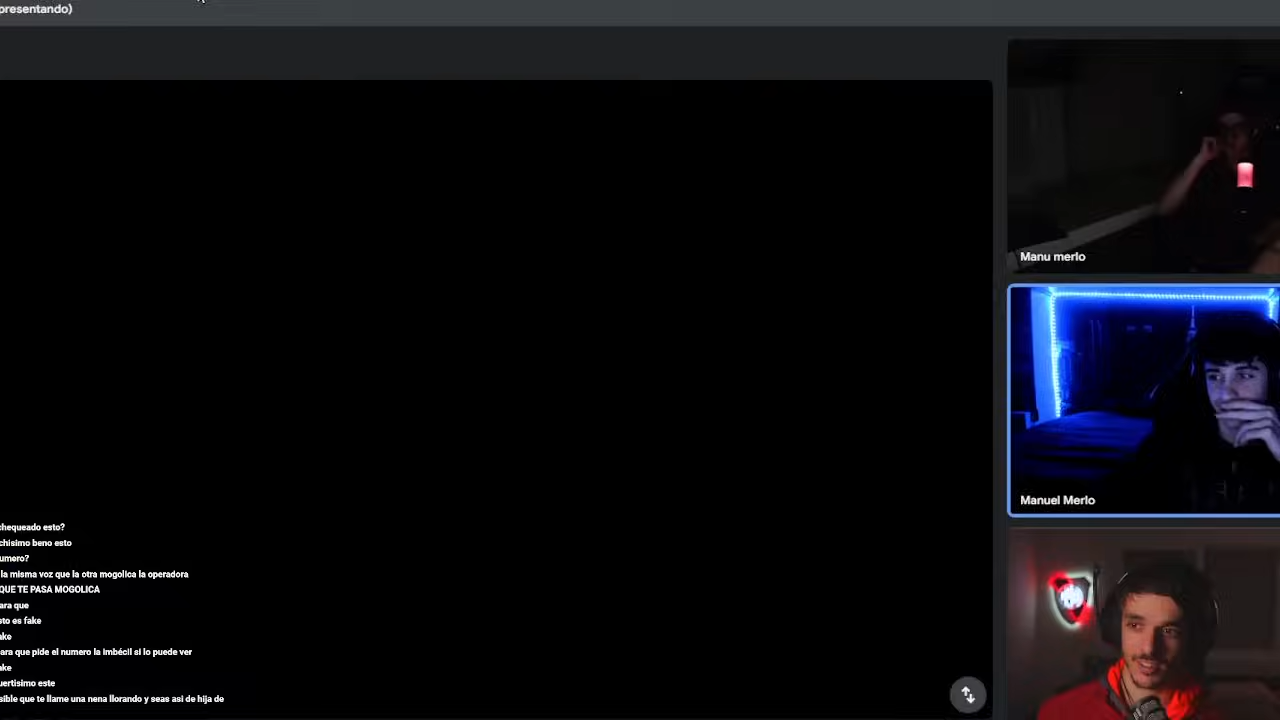 presentando)
Manu merlo
Manuel Merlo
chequeado esto?
chisimo beno esto
umero?
la misma voz que la otra mogolica la operadora
QUE TE PASA MOGOLICA
ara que
sto es fake
ake
ara que pide el numero la imbécil si lo puede ver
ake
uertisimo este
sible que te llame una nena llorando y seas asi de hija de